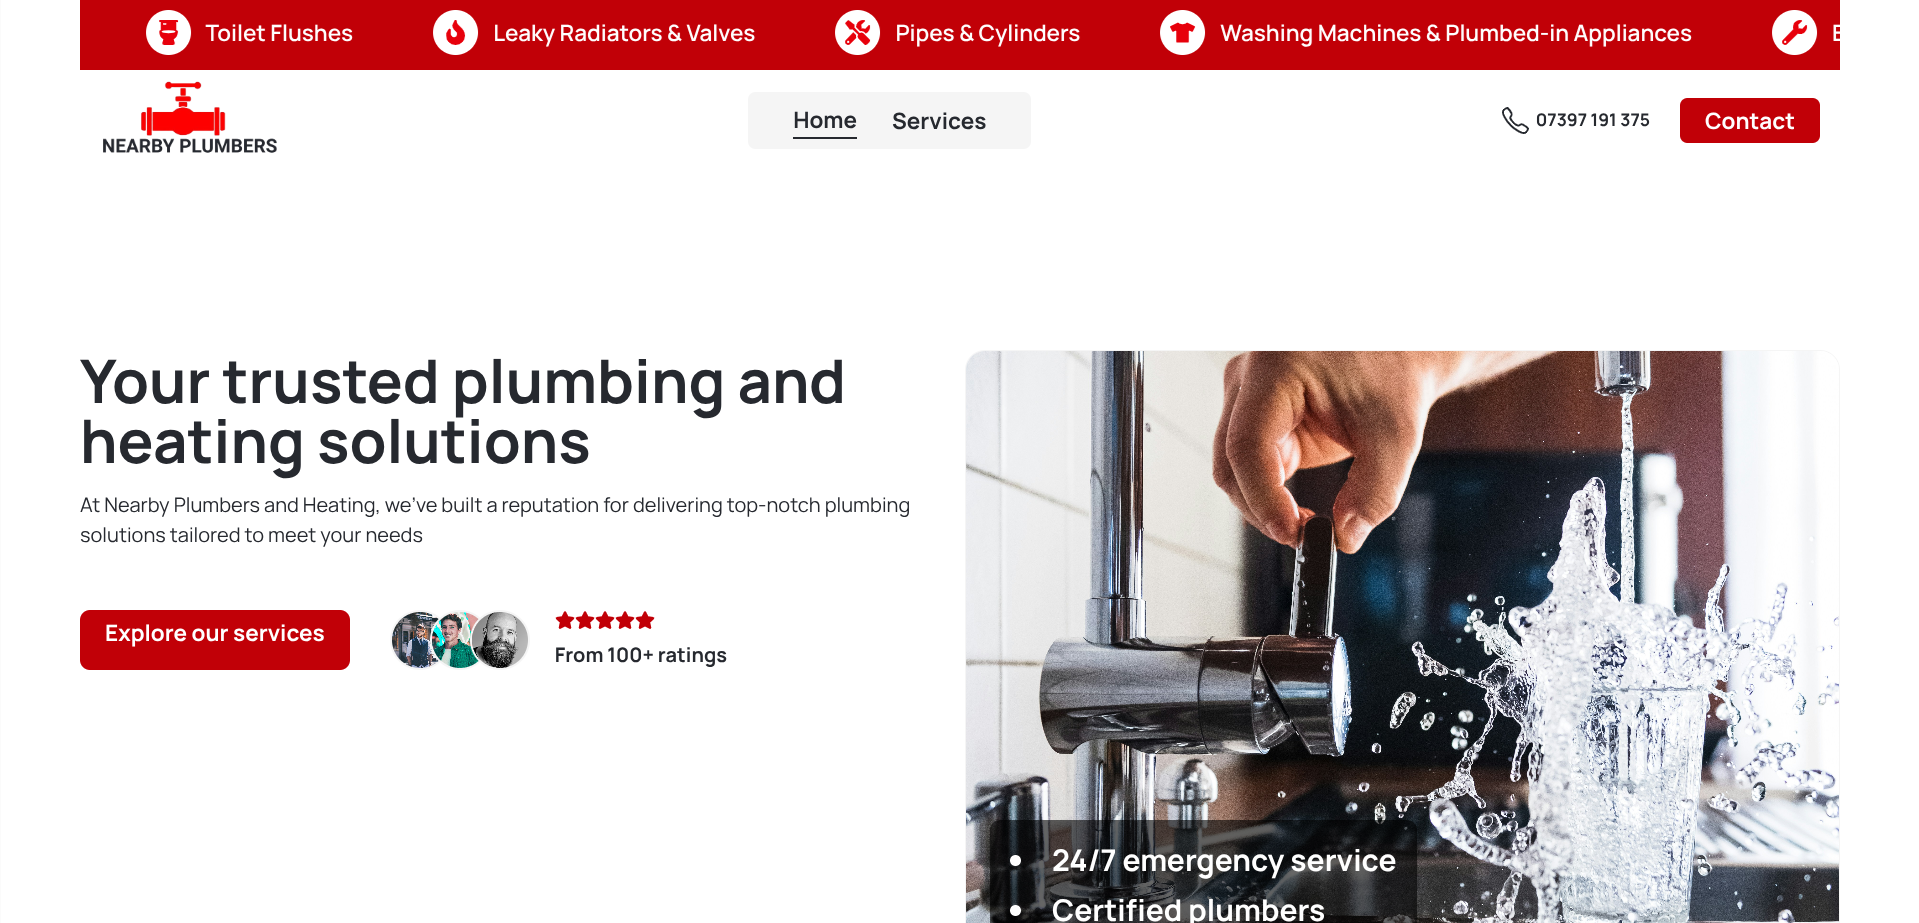 Toilet Flushes
Leaky Radiators & Valves
Pipes & Cylinders
Washing Machines & Plumbed-in Appliances
NEARBY PLUMBERS
Home
Services
07397 191 375
Contact
Your trusted plumbing and
heating solutions
At Nearby Plumbers and Heating, we've built a reputation for delivering top-notch plumbing
solutions tailored to meet your needs
Explore our services
From 100+ ratings
24/7 emergency service
Certified plumbers